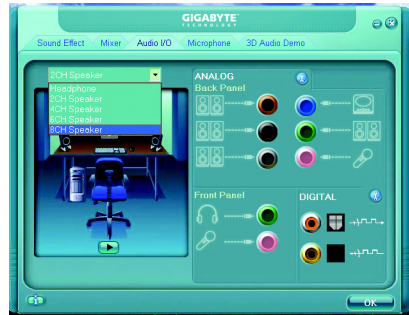 GIGABYTE
TECHNOLOGY
Sound Effect Mixer Audio I/O Microphone 3D Audio Demo
2CH Speaker
Headphone
2CH Speaker
4CH Speaker
6CH Speaker
8CH Speaker
ANALOG
Back Panel
Front Panel
DIGITAL
OK